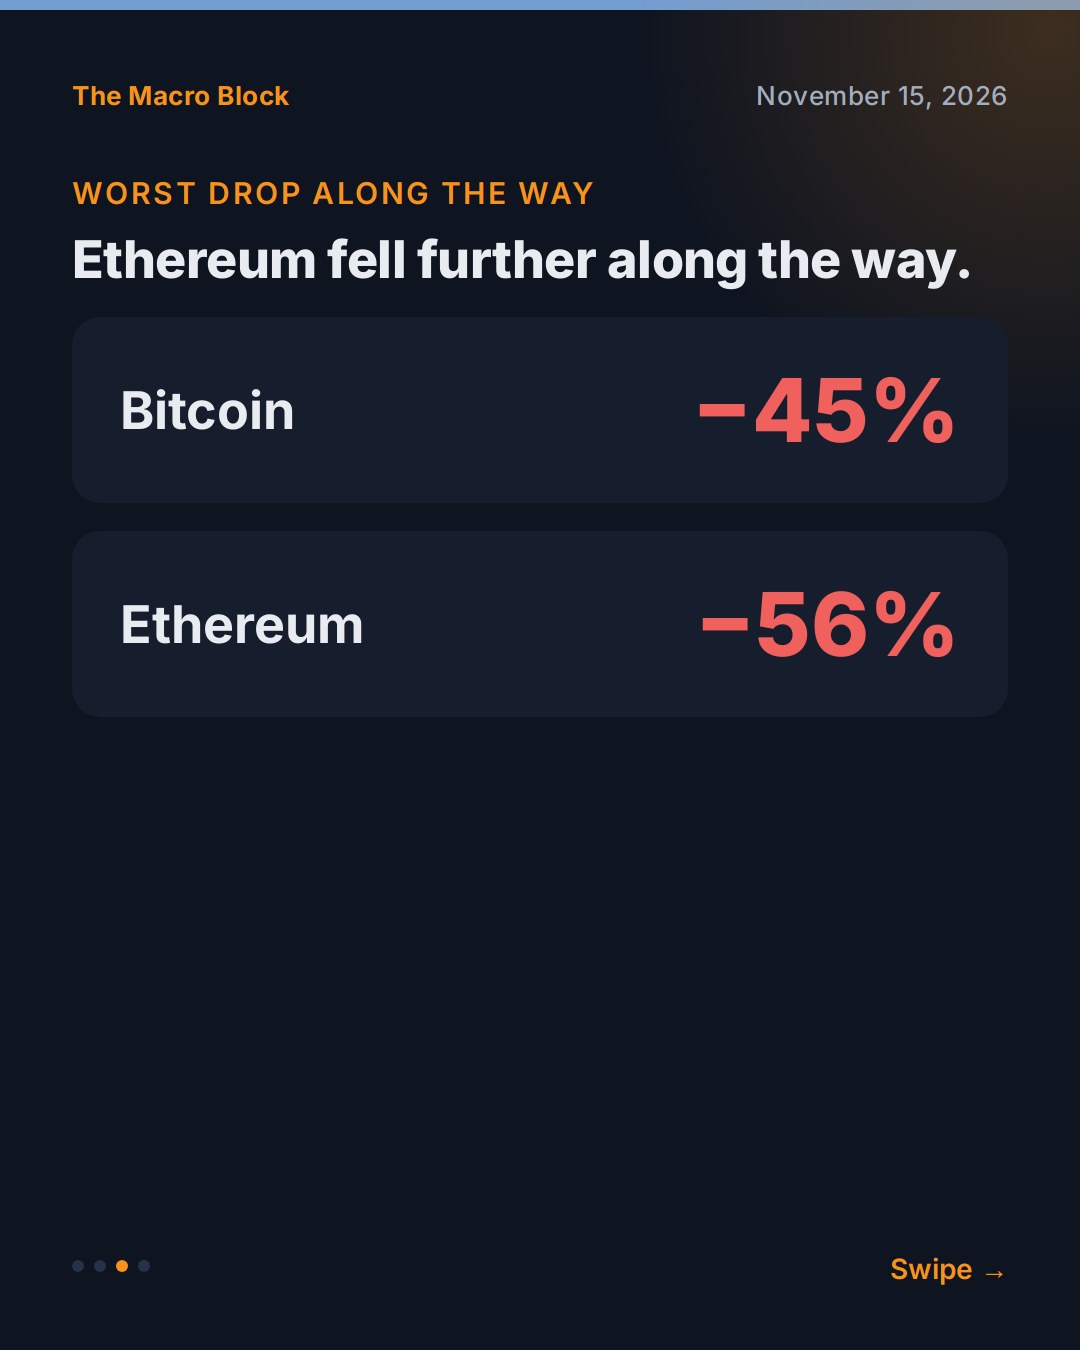 The Macro Block
November 15, 2026
WORST DROP ALONG THE WAY
Ethereum fell further along the way.
Bitcoin
−45%
Ethereum
−56%
Swipe →